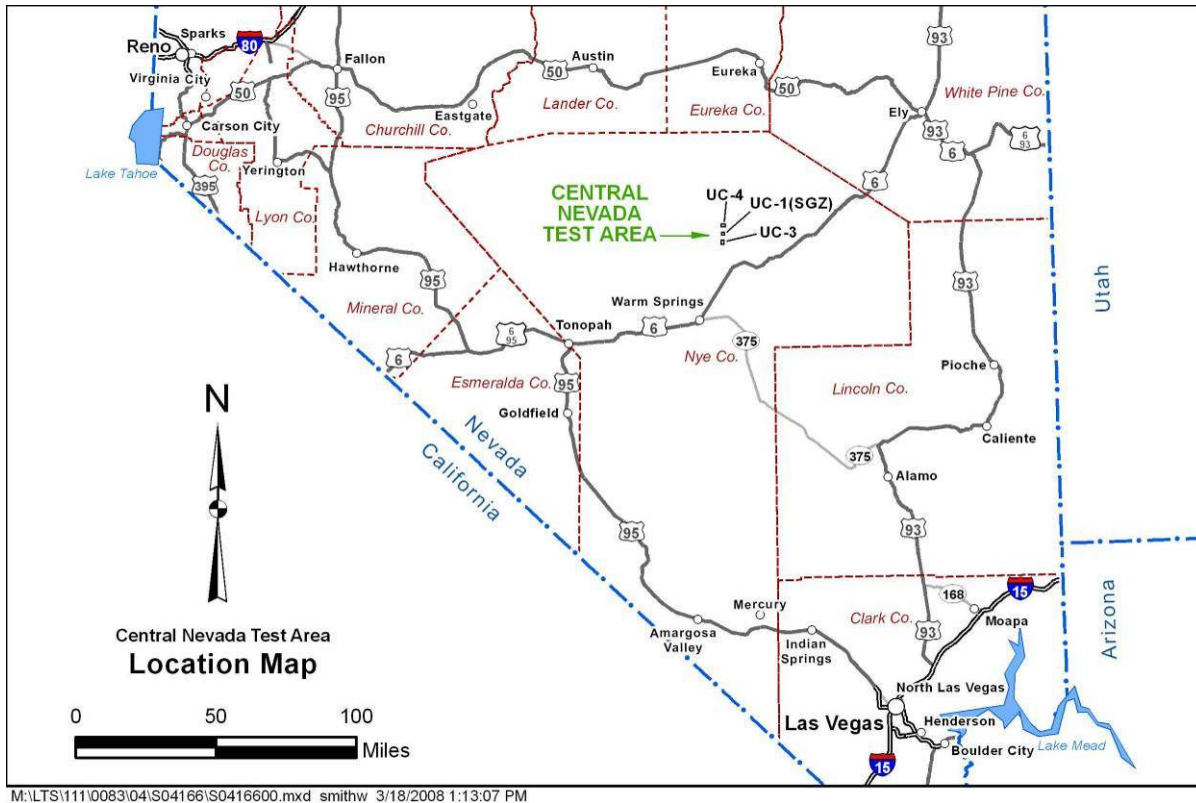 Sparks
Reno
80
Virginia City
50
Fallon
95
Austin
50
Eureka
50
93
White Pine Co.
Ely
93
6
6
93
Lander Co.
Eureka Co.
Eastgate
Churchill Co.
Carson City
Douglas
Co.
Lake Tahoe
Yerington
395
Lyon Co.
6
CENTRAL
NEVADA
TEST AREA
UC-4
UC-1(SGZ)
UC-3
Hawthorne
95
Mineral Co.
93
Utah
Warm Springs
Tonopah
6
6
95
6
375
Nye Co.
Pioche
Lincoln Co.
Esmeralda Co.
95
Goldfield
Caliente
375
Alamo
Nevada
California
N
95
93
15
168
Moapa
Clark Co.
93
Arizona
Mercury
Amargosa
Valley
Indian
Springs
Central Nevada Test Area
Location Map
North Las Vegas
Las Vegas
Henderson
Boulder City
Lake Mead
15
0
50
100
Miles
M:\LTS\111\0083\04\S04166\S0416600.mxd smithw 3/18/2008 1:13:07 PM